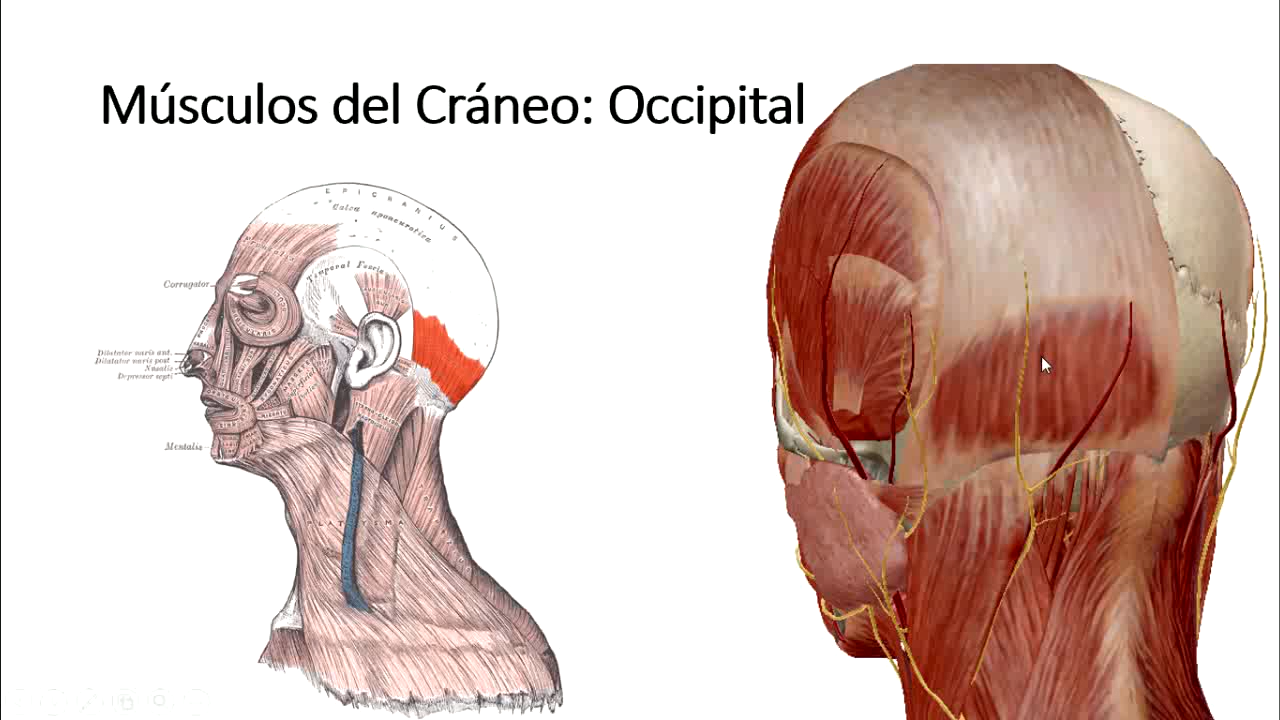 Músculos del Cráneo: Occipital
EPICRANIUS
Galea aponeurotica
Temporal Fascia
Corrugator
Dilatator naris ant.
Dilatator naris post
Nasalis
Depressor septi
Mentalis
PLATYSMA